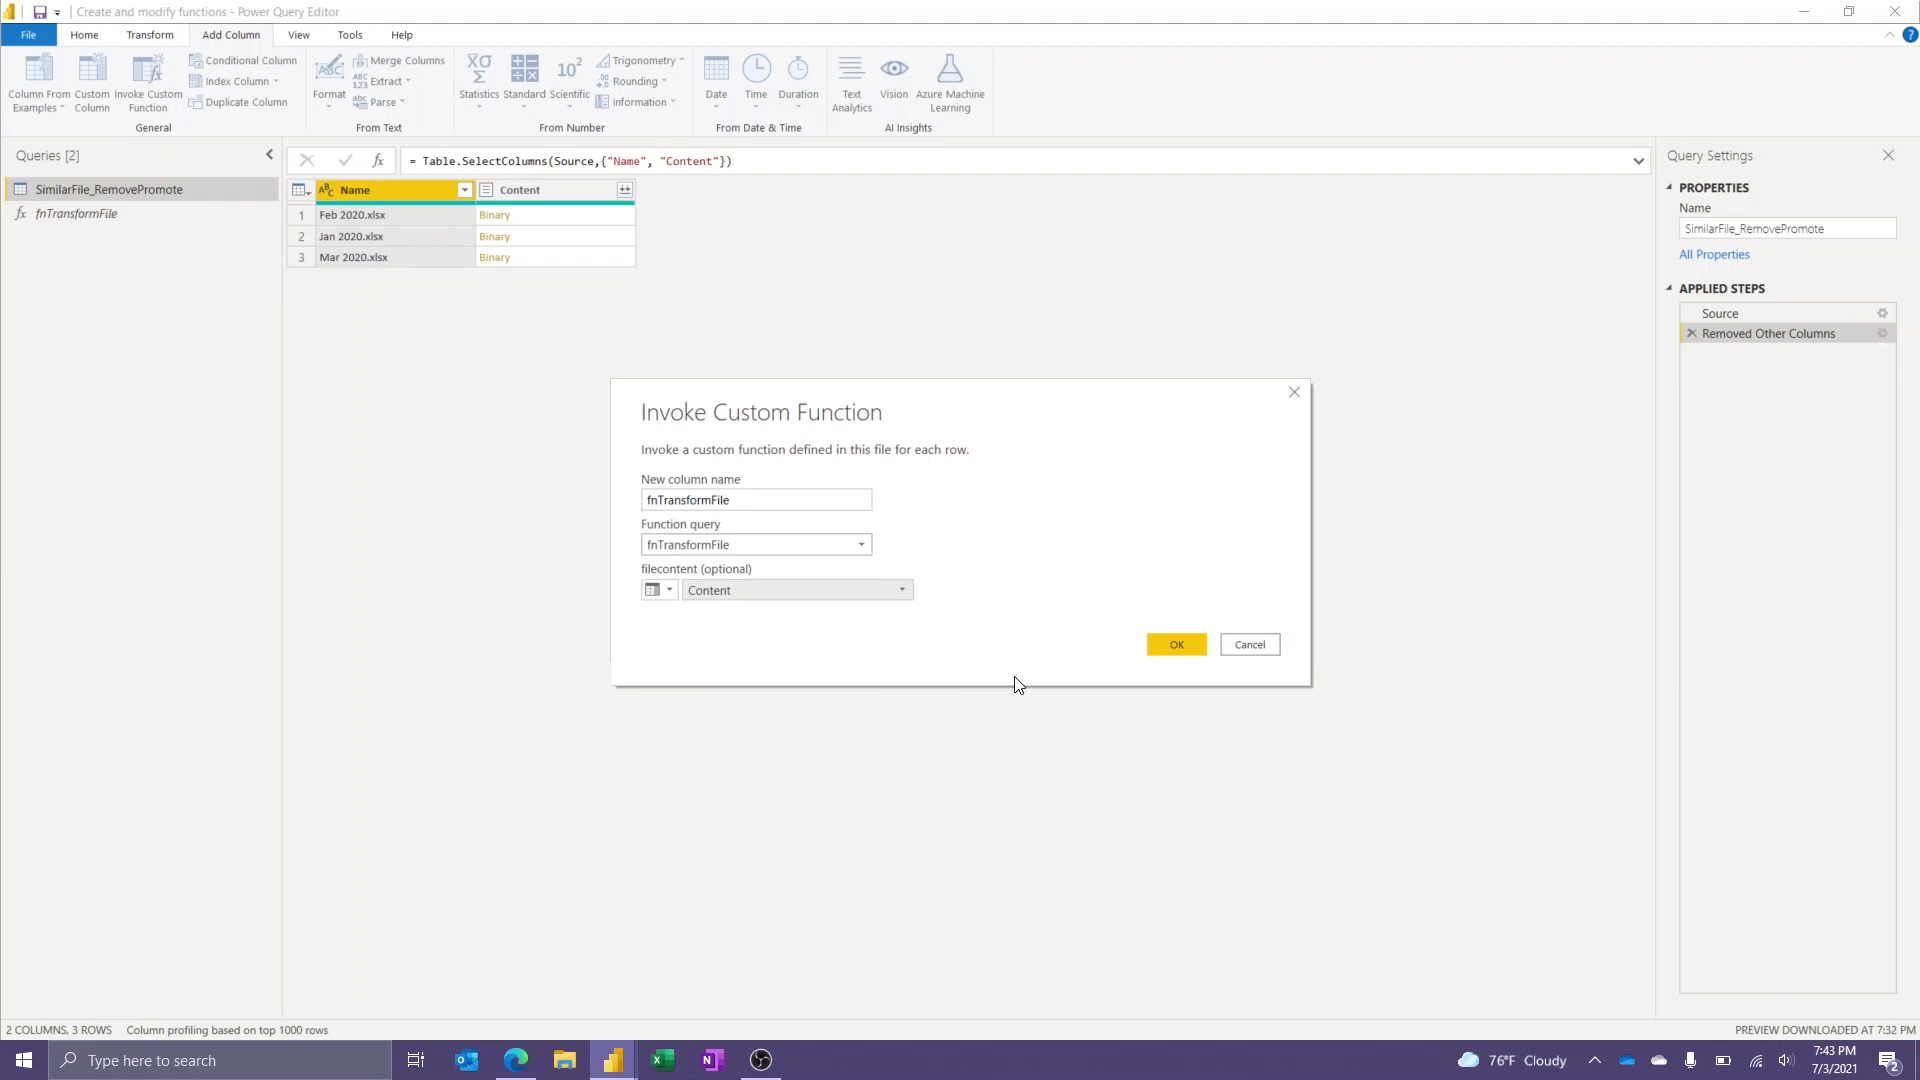 Create and modify functions - Power Query Editor
File
Home
Transform
Add Column
View
Tools
Help
Column From
Examples
Custom
Column
Invoke Custom
Function
Conditional Column
Index Column
Duplicate Column
General
Format
Merge Columns
Extract
Parse
From Text
Statistics
Standard
Scientific
Trigonometry
Rounding
Information
From Number
Date
Time
Duration
From Date & Time
Text
Analytics
Vision
Azure Machine
Learning
AI Insights
Queries [2]
SimilarFile_RemovePromote
fnTransformFile
= Table.SelectColumns(Source,{"Name", "Content"})
Name
Content
1 Feb 2020.xlsx Binary
2 Jan 2020.xlsx Binary
3 Mar 2020.xlsx Binary
Query Settings
PROPERTIES
Name
SimilarFile_RemovePromote
All Properties
APPLIED STEPS
Source
Removed Other Columns
Invoke Custom Function
Invoke a custom function defined in this file for each row.
New column name
fnTransformFile
Function query
fnTransformFile
filecontent (optional)
Content
OK
Cancel
2 COLUMNS, 3 ROWS
Column profiling based on top 1000 rows
PREVIEW DOWNLOADED AT 7:32 PM
Type here to search
76°F Cloudy
7:43 PM
7/3/2021
2